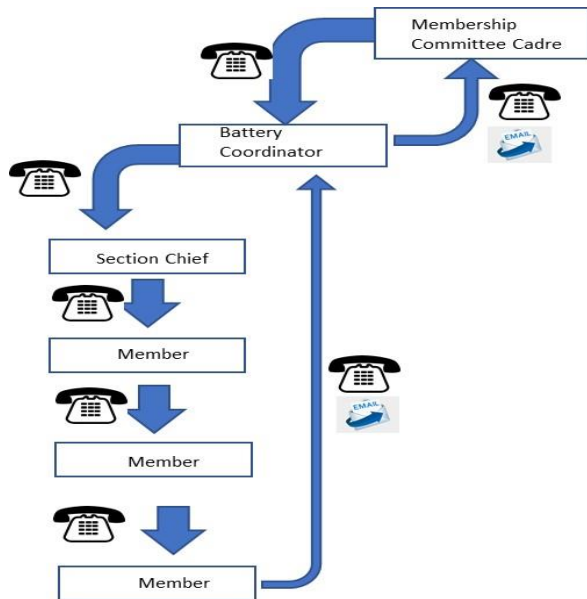 Membership
Committee Cadre
Battery
Coordinator
EMAIL
Section Chief
Member
EMAIL
Member
Member